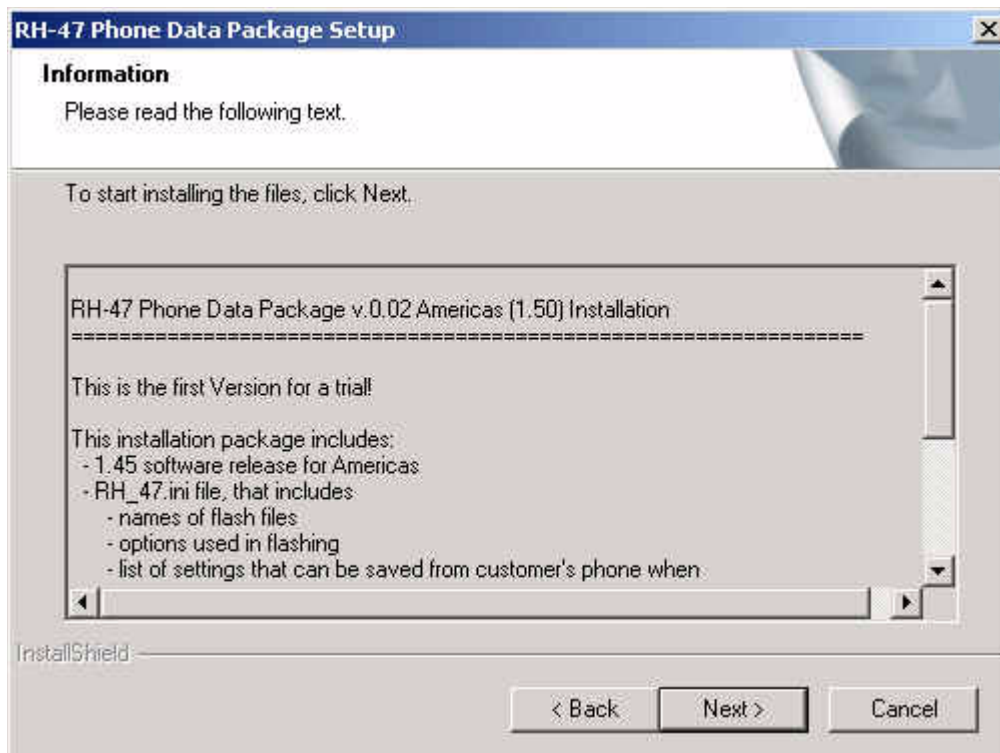 RH-47 Phone Data Package Setup
Information
Please read the following text.
To start installing the files, click Next.
RH-47 Phone Data Package v.0.02 Americas (1.50) Installation
==================================================================
This is the first Version for a trial!
This installation package includes:
- 1.45 software release for Americas
- RH_47.ini file, that includes
- names of flash files
- options used in flashing
- list of settings that can be saved from customer's phone when
InstallShield
< Back
Next >
Cancel